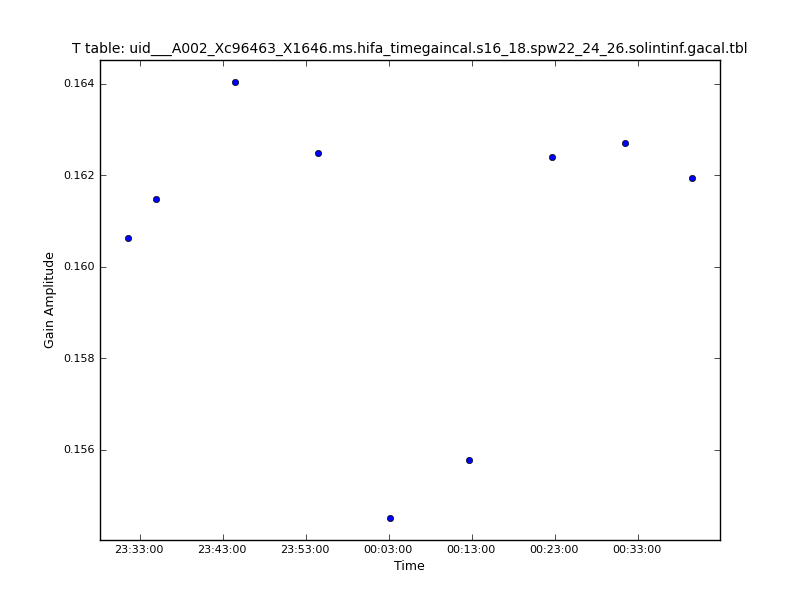 T table: uid___A002_Xc96463_X1646.ms.hifa_timegaincal.s16_18.spw22_24_26.solintinf.gacal.tbl
0.164
0.162
0.160
0.158
0.156
Gain Amplitude
23:33:00 23:43:00 23:53:00 00:03:00 00:13:00 00:23:00 00:33:00
Time